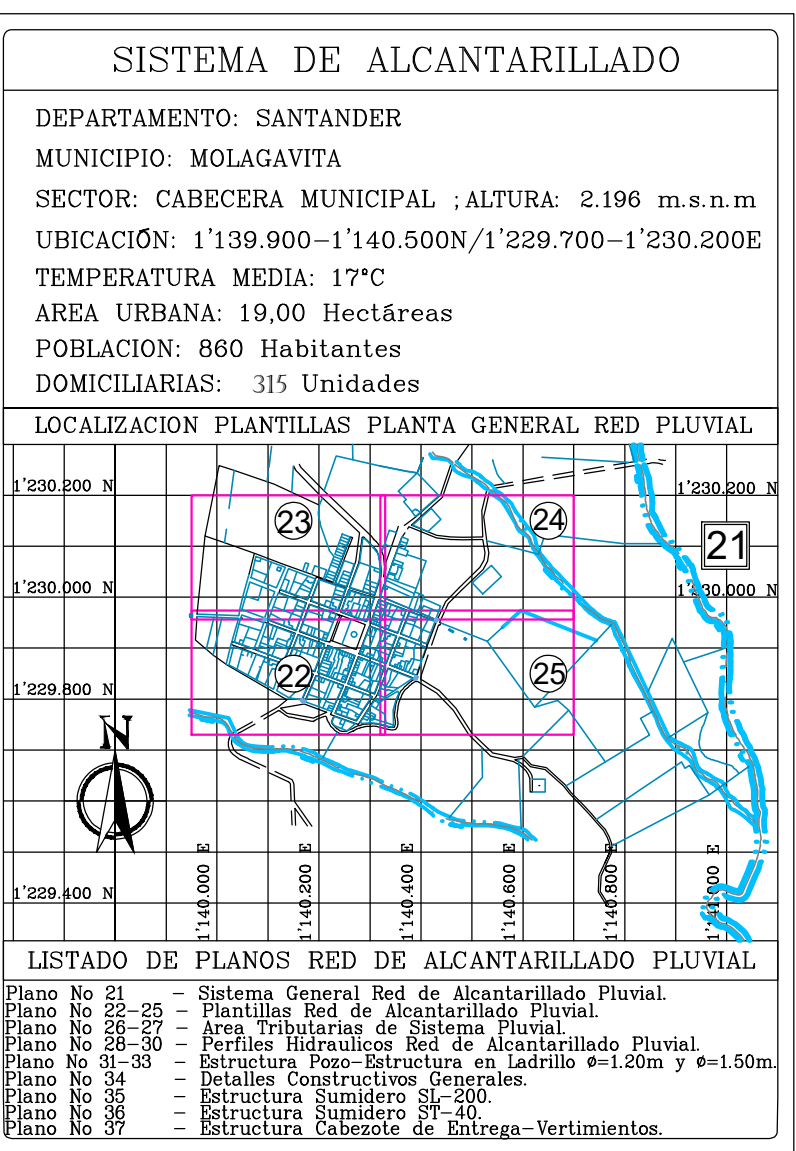 SISTEMA DE ALCANTARILLADO
DEPARTAMENTO: SANTANDER
MUNICIPIO: MOLAGAVITA
SECTOR: CABECERA MUNICIPAL ; ALTURA: 2.196 m.s.n.m
UBICACIÓN: 1'139.900-1'140.500N/1'229.700-1'230.200E
TEMPERATURA MEDIA: 17°C
AREA URBANA: 19,00 Hectáreas
POBLACION: 860 Habitantes
DOMICILIARIAS: 315 Unidades
LOCALIZACION PLANTILLAS PLANTA GENERAL RED PLUVIAL
1'230.200 N
1'230.200 N
23
24
21
1'230.000 N
1'230.000 N
22
25
1'229.800 N
N
1'229.400 N
1'140.000 E
1'140.200 E
1'140.400 E
1'140.600 E
1'140.800 E
1'141.000 E
LISTADO DE PLANOS RED DE ALCANTARILLADO PLUVIAL
Plano No 21 - Sistema General Red de Alcantarillado Pluvial.
Plano No 22-25 - Plantillas Red de Alcantarillado Pluvial.
Plano No 26-27 - Area Tributarias de Sistema Pluvial.
Plano No 28-30 - Perfiles Hidraulicos Red de Alcantarillado Pluvial.
Plano No 31-33 - Estructura Pozo-Estructura en Ladrillo ø=1.20m y ø=1.50m.
Plano No 34 - Detalles Constructivos Generales.
Plano No 35 - Estructura Sumidero SL-200.
Plano No 36 - Estructura Sumidero ST-40.
Plano No 37 - Estructura Cabezote de Entrega-Vertimientos.